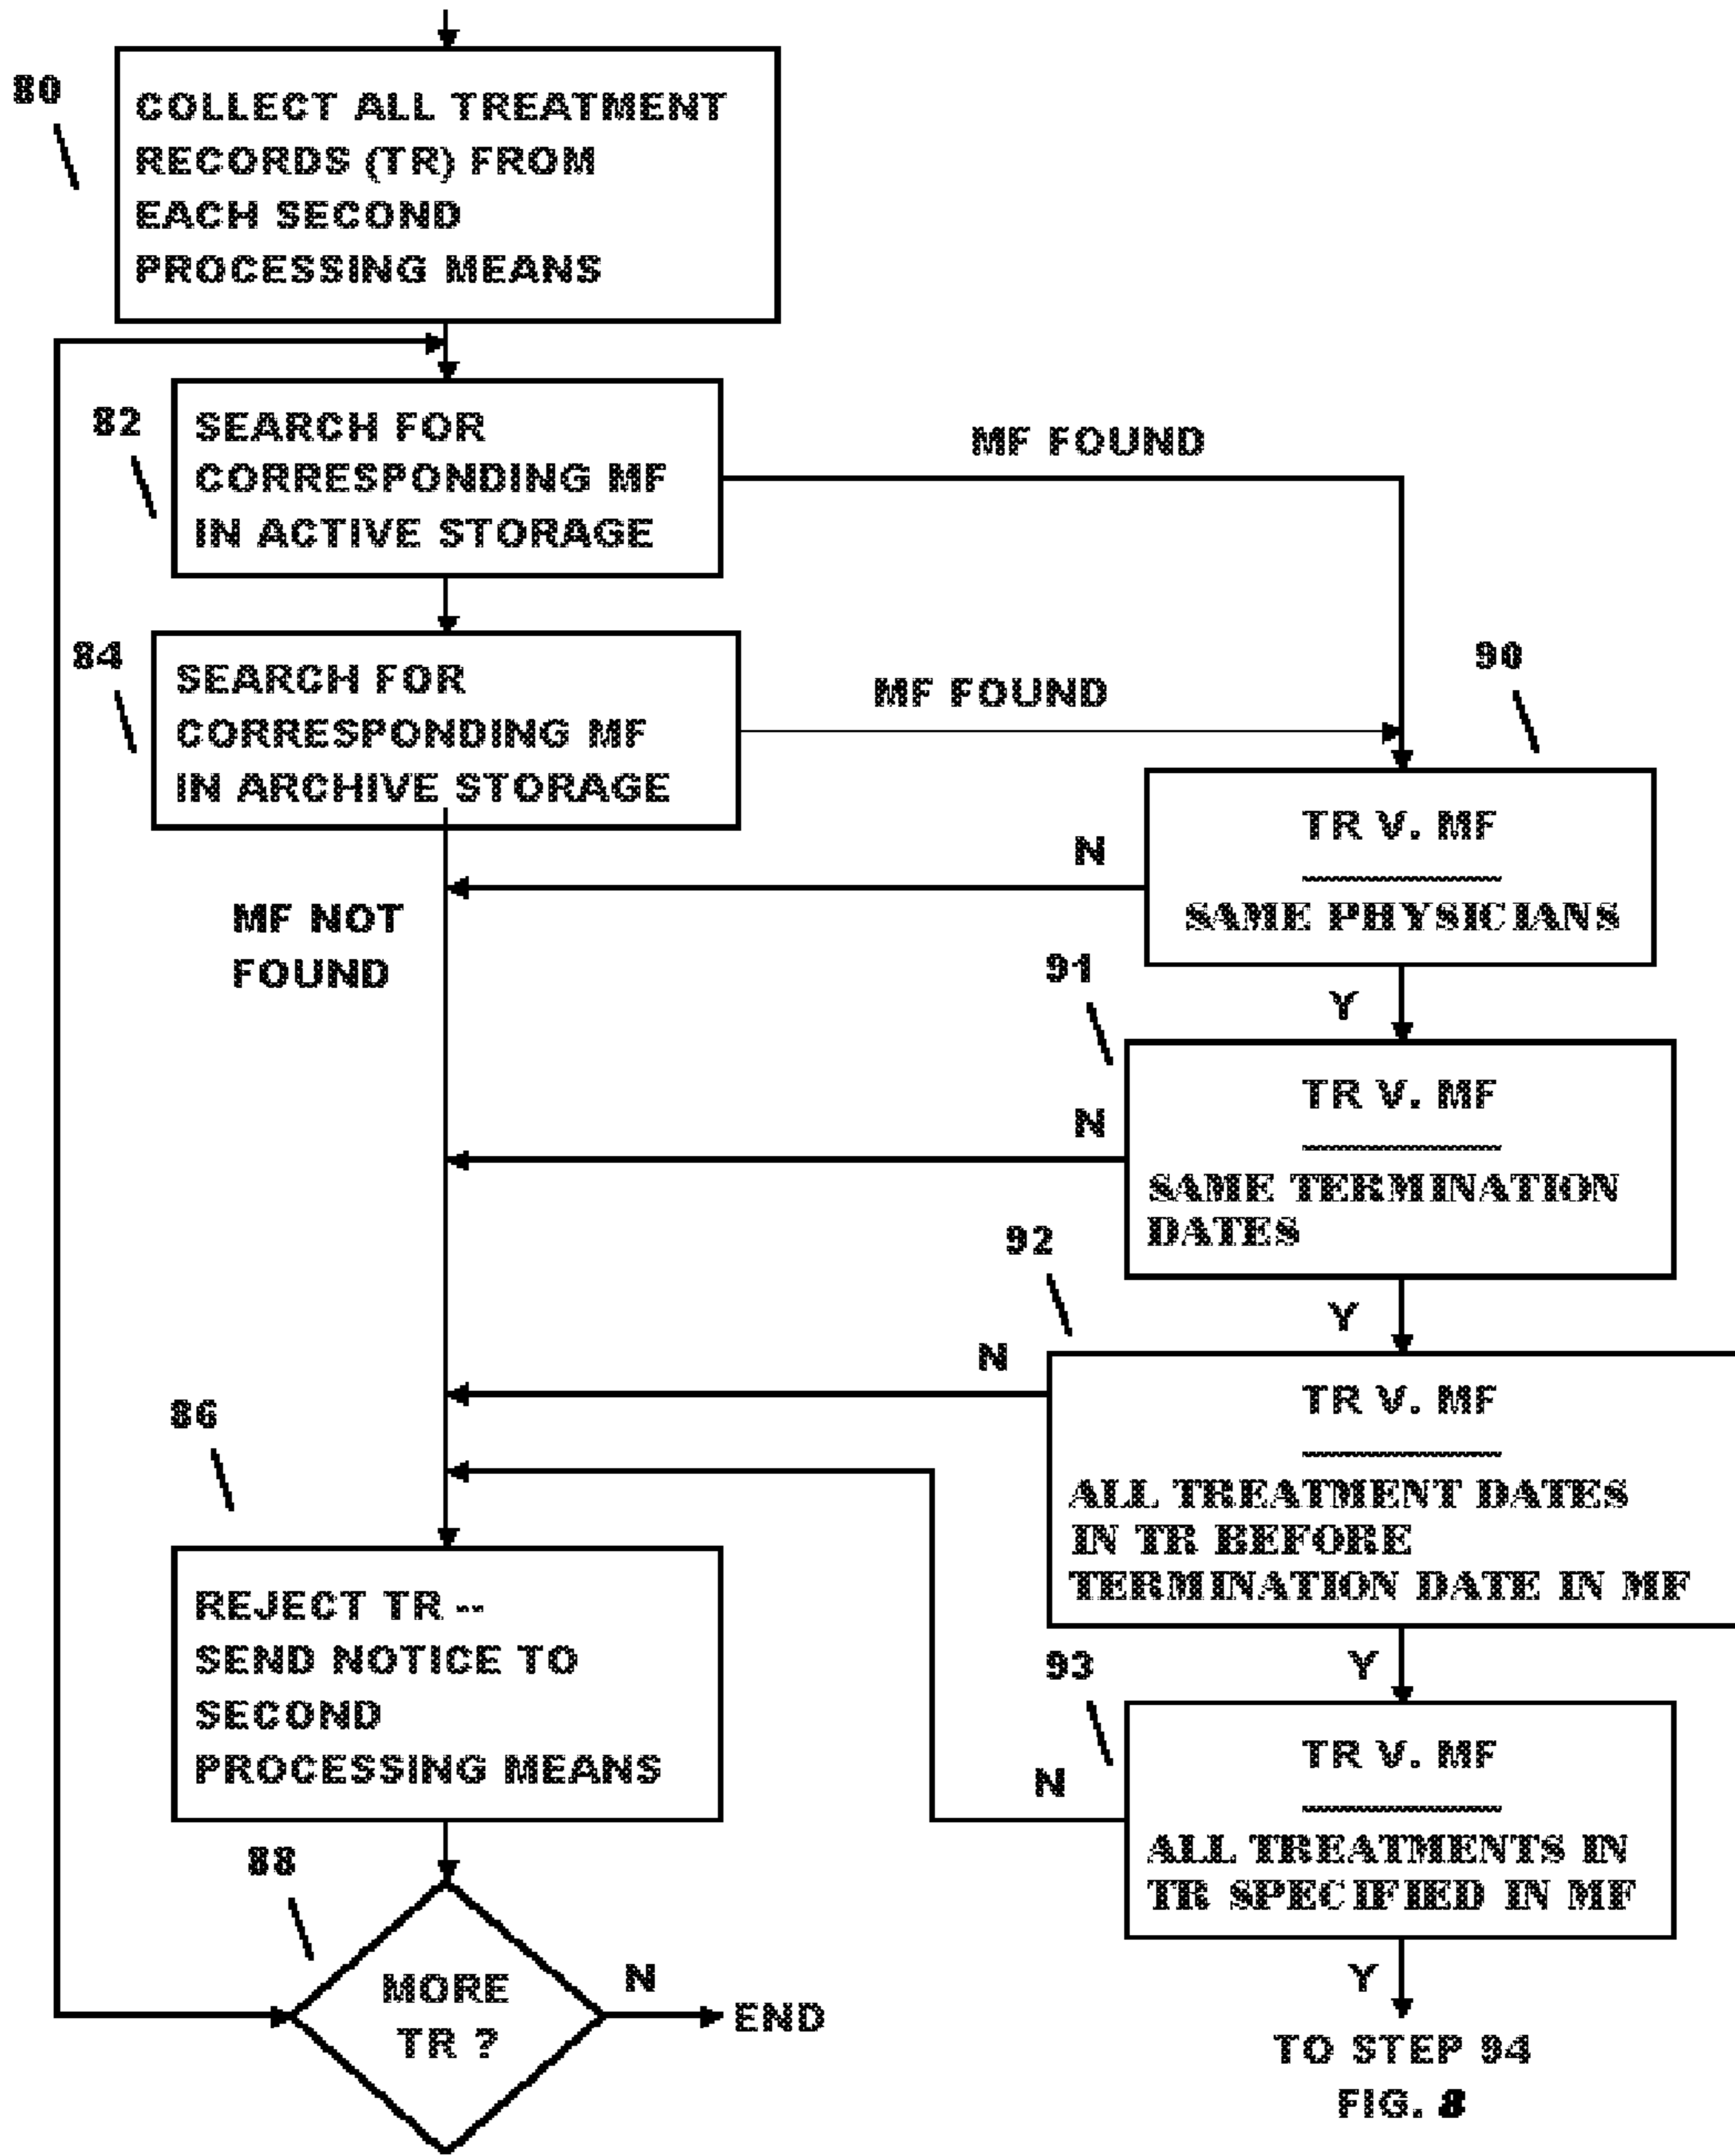 80
COLLECT ALL TREATMENT
RECORDS (TR) FROM
EACH SECOND
PROCESSING MEANS
82
SEARCH FOR
CORRESPONDING MF
IN ACTIVE STORAGE
MF FOUND
84
SEARCH FOR
CORRESPONDING MF
IN ARCHIVE STORAGE
MF FOUND
90
TR V. MF
SAME PHYSICIANS
N
MF NOT
FOUND
Y
91
TR V. MF
SAME TERMINATION
DATES
N
Y
92
TR V. MF
ALL TREATMENT DATES
IN TR BEFORE
TERMINATION DATE IN MF
N
Y
86
REJECT TR --
SEND NOTICE TO
SECOND
PROCESSING MEANS
93
TR V. MF
ALL TREATMENTS IN
TR SPECIFIED IN MF
N
Y
88
MORE
TR ?
N
END
TO STEP 94
FIG.